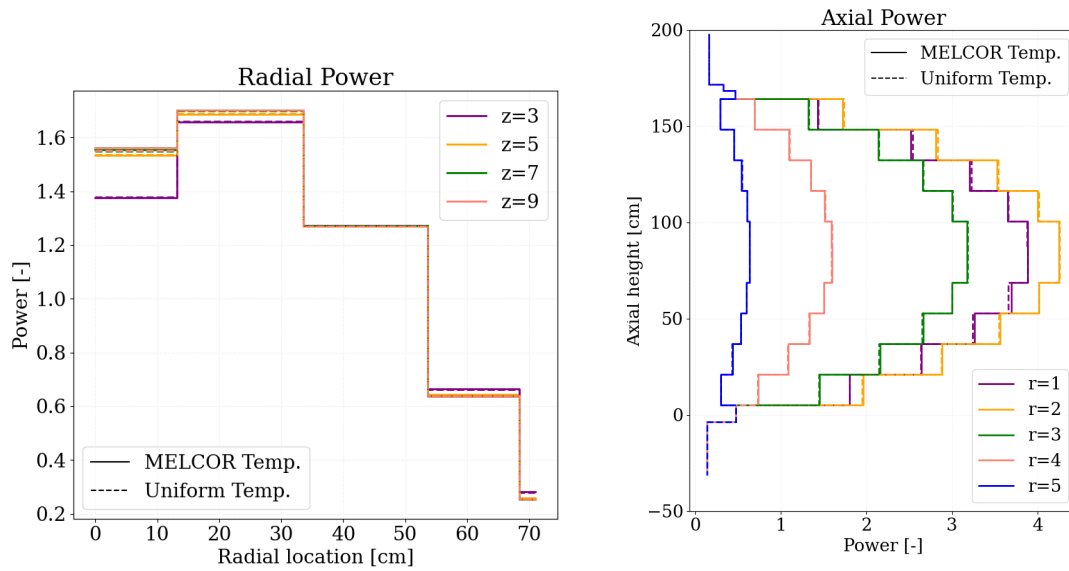 Radial Power
Power [-]
1.6
1.4
1.2
1.0
0.8
0.6
0.4
0.2
z=3
z=5
z=7
z=9
MELCOR Temp.
Uniform Temp.
0 10 20 30 40 50 60 70
Radial location [cm]
Axial Power
Axial height [cm]
200
150
100
50
0
−50
MELCOR Temp.
Uniform Temp.
r=1
r=2
r=3
r=4
r=5
0 1 2 3 4
Power [-]